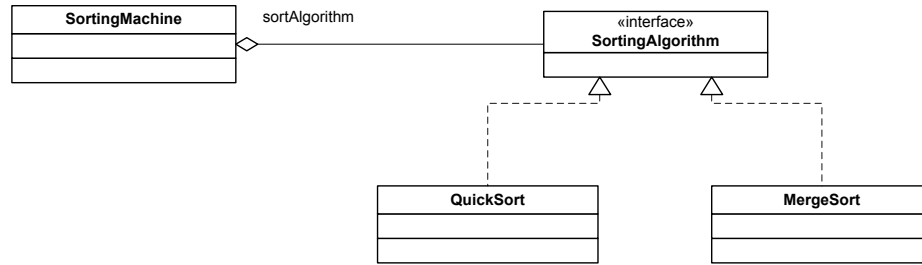 SortingMachine
sortAlgorithm
«interface»
SortingAlgorithm
QuickSort
MergeSort